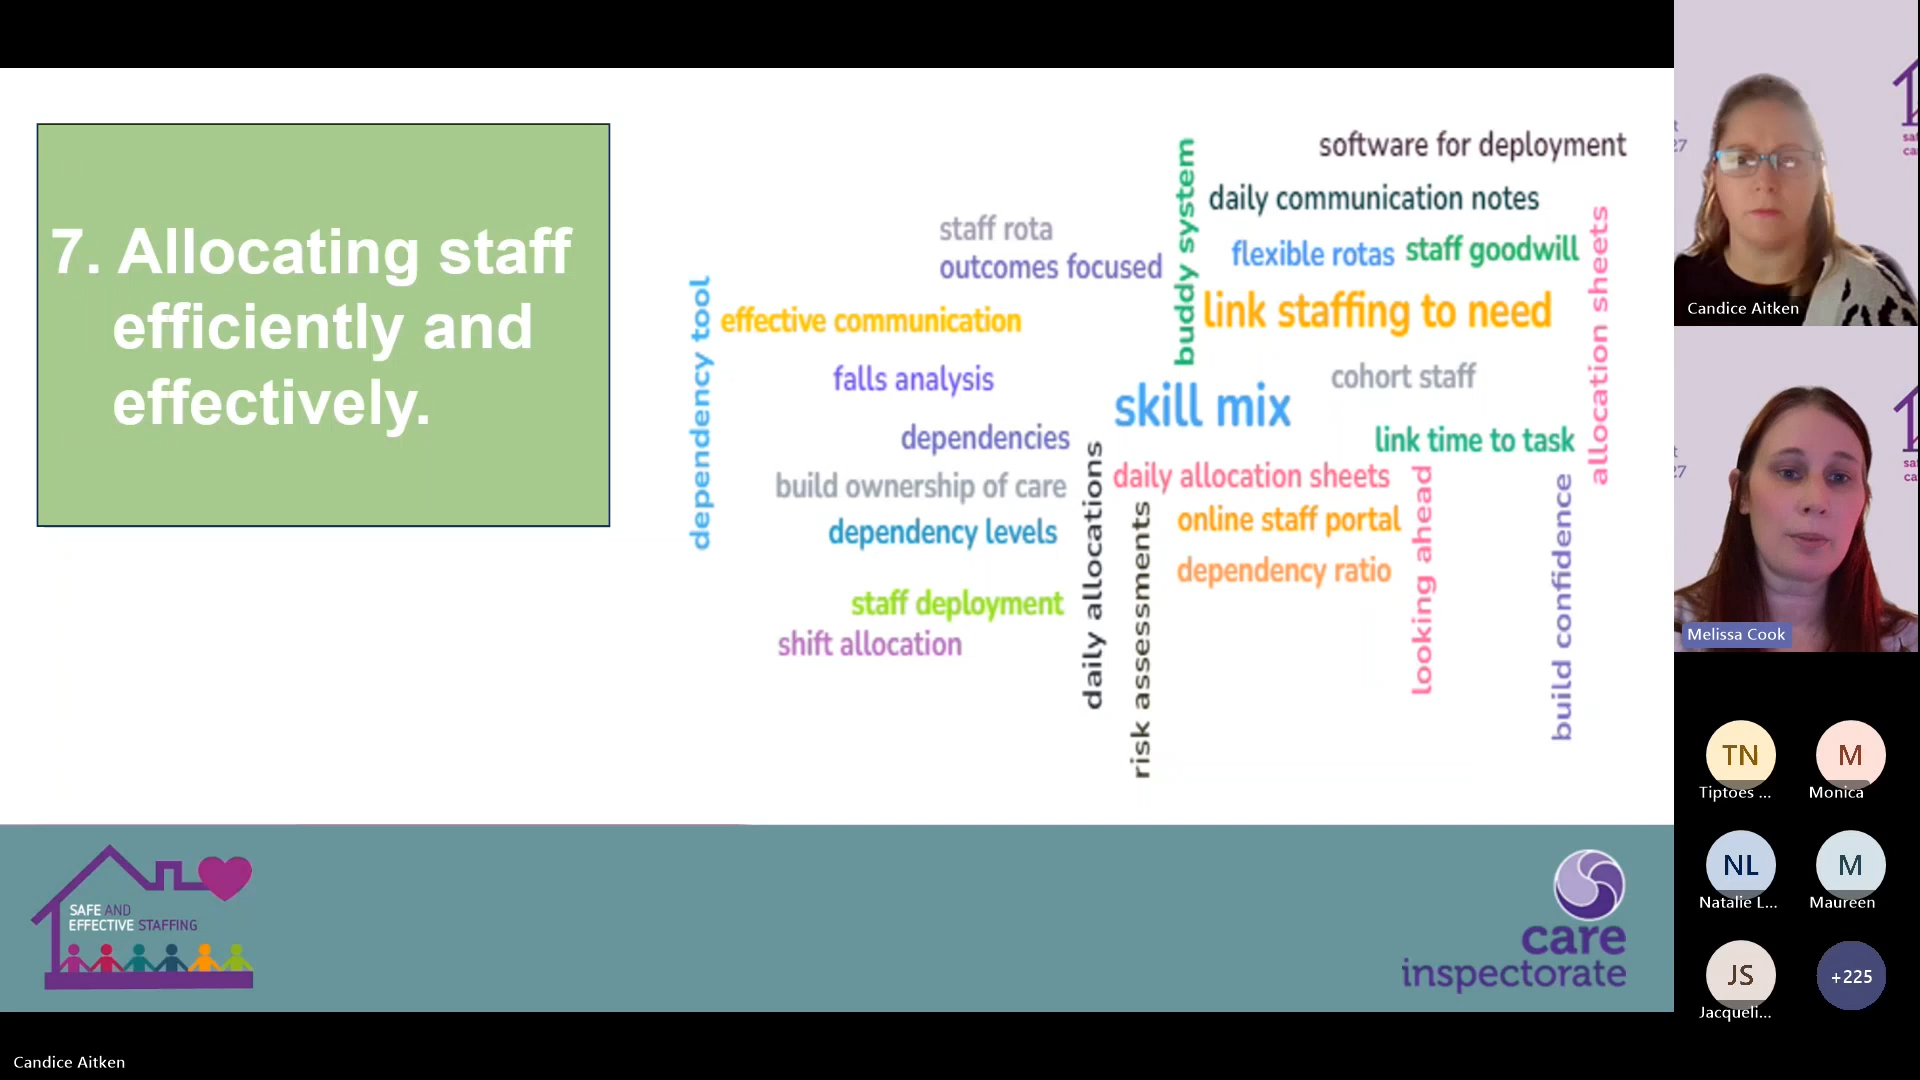 7. Allocating staff
efficiently and
effectively.
software for deployment
daily communication notes
staff rota
outcomes focused
buddy system
flexible rotas
staff goodwill
allocation sheets
dependency tool
effective communication
link staffing to need
falls analysis
skill mix
cohort staff
dependencies
link time to task
build ownership of care
daily allocations
daily allocation sheets
dependency levels
risk assessments
online staff portal
looking ahead
build confidence
dependency ratio
staff deployment
shift allocation
SAFE AND
EFFECTIVE STAFFING
care
inspectorate
Candice Aitken
Melissa Cook
TN
Tiptoes ...
M
Monica
NL
Natalie L...
M
Maureen
JS
Jacqueli...
+225
Candice Aitken